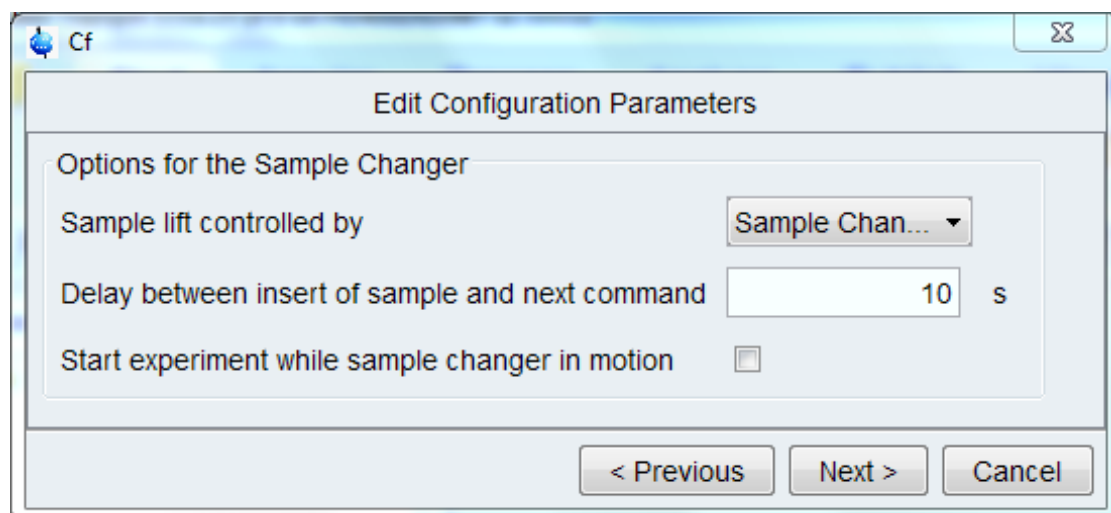 Cf
Edit Configuration Parameters
Options for the Sample Changer
Sample lift controlled by Sample Chan...
Delay between insert of sample and next command 10 s
Start experiment while sample changer in motion
< Previous Next > Cancel